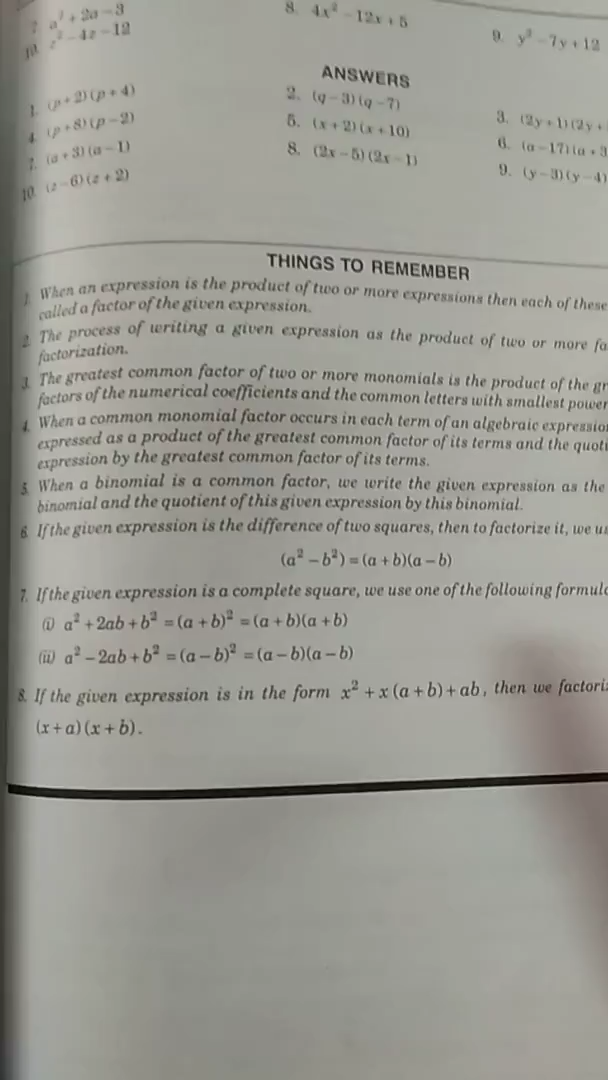 7. a² + 2a − 3
8. 4x² − 12x + 5
9. y² − 7y + 12
10. z² − 4z − 12
ANSWERS
1. (p + 2) (p + 4)
2. (q − 3) (q − 7)
3. (2y + 1) (2y +
4. (p + 8) (p − 2)
5. (x + 2) (x + 10)
6. (a − 17) (a + 3
7. (a + 3) (a − 1)
8. (2x − 5) (2x − 1)
9. (y − 3) (y − 4)
10. (z − 6) (z + 2)
THINGS TO REMEMBER
1. When an expression is the product of two or more expressions then each of these
called a factor of the given expression.
2. The process of writing a given expression as the product of two or more fa
factorization.
3. The greatest common factor of two or more monomials is the product of the gr
factors of the numerical coefficients and the common letters with smallest power
4. When a common monomial factor occurs in each term of an algebraic expressio
expressed as a product of the greatest common factor of its terms and the quoti
expression by the greatest common factor of its terms.
5. When a binomial is a common factor, we write the given expression as the
binomial and the quotient of this given expression by this binomial.
6. If the given expression is the difference of two squares, then to factorize it, we us
(a² − b²) = (a + b)(a − b)
7. If the given expression is a complete square, we use one of the following formula
(i) a² + 2ab + b² = (a + b)² = (a + b)(a + b)
(ii) a² − 2ab + b² = (a − b)² = (a − b)(a − b)
8. If the given expression is in the form x² + x (a + b) + ab, then we factoriz
(x + a) (x + b).